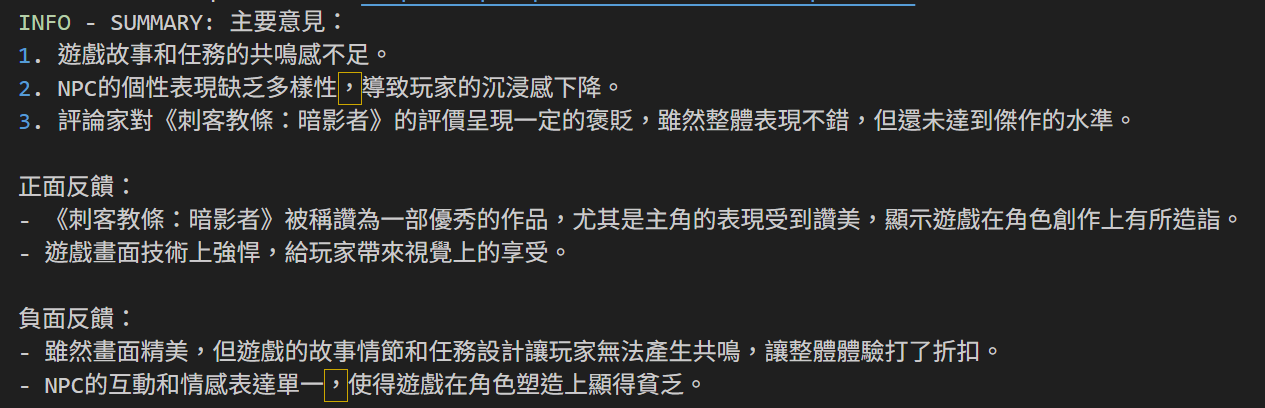 INFO - SUMMARY: 主要意見：
1. 遊戲故事和任務的共鳴感不足。
2. NPC的個性表現缺乏多樣性，導致玩家的沉浸感下降。
3. 評論家對《刺客教條：暗影者》的評價呈現一定的褒貶，雖然整體表現不錯，但還未達到傑作的水準。
正面反饋：
- 《刺客教條：暗影者》被稱讚為一部優秀的作品，尤其是主角的表現受到讚美，顯示遊戲在角色創作上有所造詣。
- 遊戲畫面技術上強悍，給玩家帶來視覺上的享受。
負面反饋：
- 雖然畫面精美，但遊戲的故事情節和任務設計讓玩家無法產生共鳴，讓整體體驗打了折扣。
- NPC的互動和情感表達單一，使得遊戲在角色塑造上顯得貧乏。